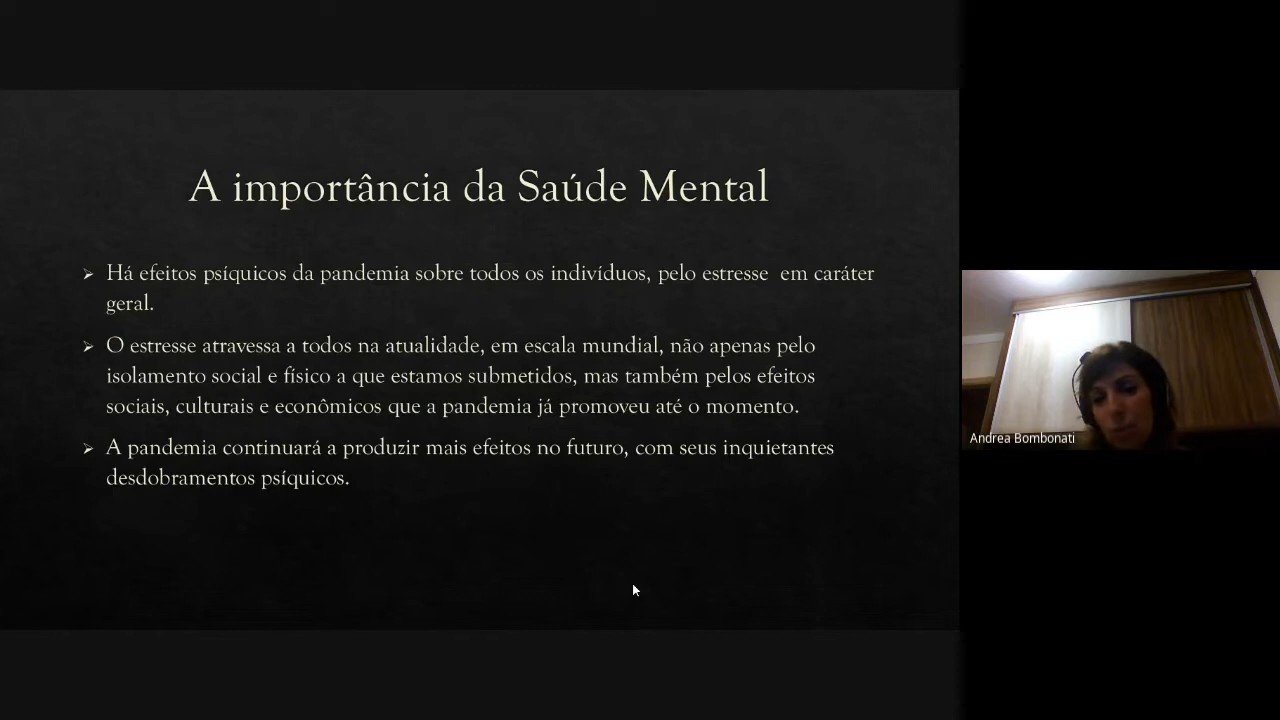 A importância da Saúde Mental
Há efeitos psíquicos da pandemia sobre todos os indivíduos, pelo estresse em caráter
geral.
O estresse atravessa a todos na atualidade, em escala mundial, não apenas pelo
isolamento social e físico a que estamos submetidos, mas também pelos efeitos
sociais, culturais e econômicos que a pandemia já promoveu até o momento.
A pandemia continuará a produzir mais efeitos no futuro, com seus inquietantes
desdobramentos psíquicos.
Andrea Bombonati